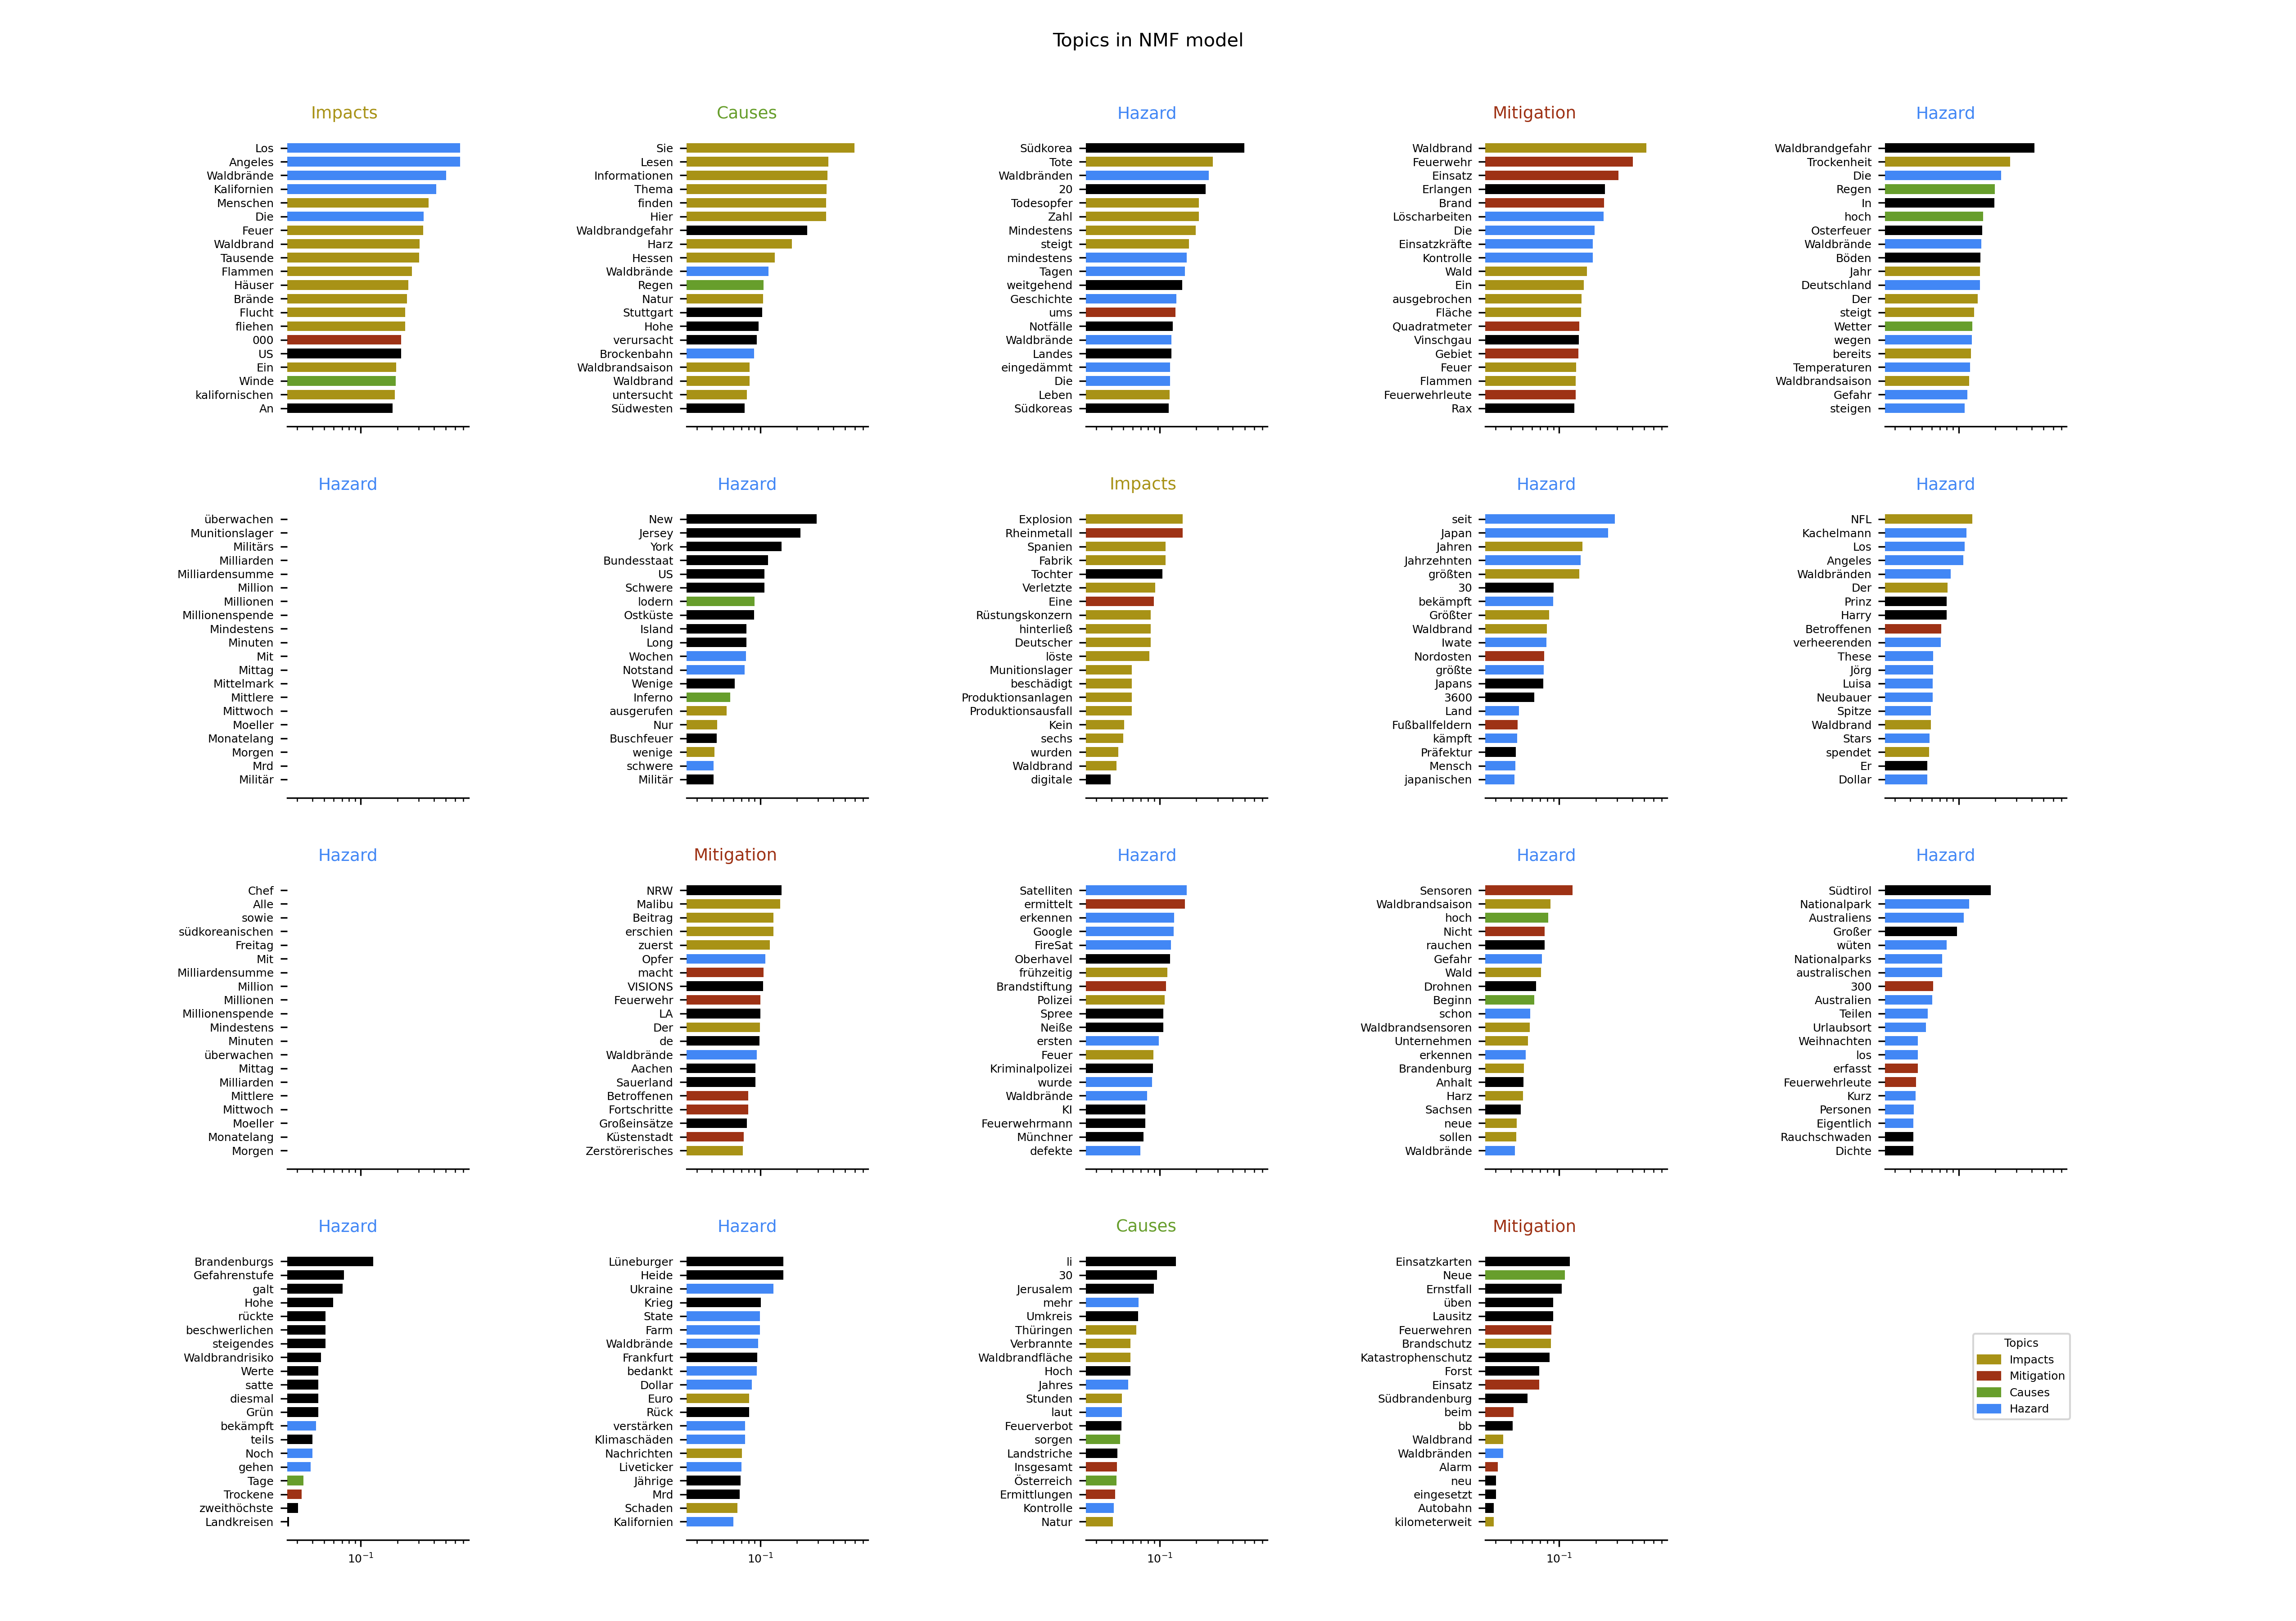 Topics in NMF model
Impacts
Los
Angeles
Waldbrände
Kalifornien
Menschen
Die
Feuer
Waldbrand
Tausende
Flammen
Häuser
Brände
Flucht
fliehen
000
US
Ein
Winde
kalifornischen
An
Causes
Sie
Lesen
Informationen
Thema
finden
Hier
Waldbrandgefahr
Harz
Hessen
Waldbrände
Regen
Natur
Stuttgart
Hohe
verursacht
Brockenbahn
Waldbrandsaison
Waldbrand
untersucht
Südwesten
Hazard
Südkorea
Tote
Waldbränden
20
Todesopfer
Zahl
Mindestens
steigt
mindestens
Tagen
weitgehend
Geschichte
ums
Notfälle
Waldbrände
Landes
eingedämmt
Die
Leben
Südkoreas
Mitigation
Waldbrand
Feuerwehr
Einsatz
Erlangen
Brand
Löscharbeiten
Die
Einsatzkräfte
Kontrolle
Wald
Ein
ausgebrochen
Fläche
Quadratmeter
Vinschgau
Gebiet
Feuer
Flammen
Feuerwehrleute
Rax
Hazard
Waldbrandgefahr
Trockenheit
Die
Regen
In
hoch
Osterfeuer
Waldbrände
Böden
Jahr
Deutschland
Der
steigt
Wetter
wegen
bereits
Temperaturen
Waldbrandsaison
Gefahr
steigen
Hazard
überwachen
Munitionslager
Militärs
Milliarden
Milliardensumme
Million
Millionen
Millionenspende
Mindestens
Minuten
Mit
Mittag
Mittelmark
Mittlere
Mittwoch
Moeller
Monatelang
Morgen
Mrd
Militär
Hazard
New
Jersey
York
Bundesstaat
US
Schwere
lodern
Ostküste
Island
Long
Wochen
Notstand
Wenige
Inferno
ausgerufen
Nur
Buschfeuer
wenige
schwere
Militär
Impacts
Explosion
Rheinmetall
Spanien
Fabrik
Tochter
Verletzte
Eine
Rüstungskonzern
hinterließ
Deutscher
löste
Munitionslager
beschädigt
Produktionsanlagen
Produktionsausfall
Kein
sechs
wurden
Waldbrand
digitale
Hazard
seit
Japan
Jahren
Jahrzehnten
größten
30
bekämpft
Größter
Waldbrand
Iwate
Nordosten
größte
Japans
3600
Land
Fußballfeldern
kämpft
Präfektur
Mensch
japanischen
Hazard
NFL
Kachelmann
Los
Angeles
Waldbränden
Der
Prinz
Harry
Betroffenen
verheerenden
These
Jörg
Luisa
Neubauer
Spitze
Waldbrand
Stars
spendet
Er
Dollar
Hazard
Chef
Alle
sowie
südkoreanischen
Freitag
Mit
Milliardensumme
Million
Millionen
Millionenspende
Mindestens
Minuten
überwachen
Mittag
Milliarden
Mittlere
Mittwoch
Moeller
Monatelang
Morgen
Mitigation
NRW
Malibu
Beitrag
erschien
zuerst
Opfer
macht
VISIONS
Feuerwehr
LA
Der
de
Waldbrände
Aachen
Sauerland
Betroffenen
Fortschritte
Großeinsätze
Küstenstadt
Zerstörerisches
Hazard
Satelliten
ermittelt
erkennen
Google
FireSat
Oberhavel
frühzeitig
Brandstiftung
Polizei
Spree
Neiße
ersten
Feuer
Kriminalpolizei
wurde
Waldbrände
KI
Feuerwehrmann
Münchner
defekte
Hazard
Sensoren
Waldbrandsaison
hoch
Nicht
rauchen
Gefahr
Wald
Drohnen
Beginn
schon
Waldbrandsensoren
Unternehmen
erkennen
Brandenburg
Anhalt
Harz
Sachsen
neue
sollen
Waldbrände
Hazard
Südtirol
Nationalpark
Australiens
Großer
wüten
Nationalparks
australischen
300
Australien
Teilen
Urlaubsort
Weihnachten
los
erfasst
Feuerwehrleute
Kurz
Personen
Eigentlich
Rauchschwaden
Dichte
Hazard
Brandenburgs
Gefahrenstufe
galt
Hohe
rückte
beschwerlichen
steigendes
Waldbrandrisiko
Werte
satte
diesmal
Grün
bekämpft
teils
Noch
gehen
Tage
Trockene
zweithöchste
Landkreisen
10⁻¹
Hazard
Lüneburger
Heide
Ukraine
Krieg
State
Farm
Waldbrände
Frankfurt
bedankt
Dollar
Euro
Rück
verstärken
Klimaschäden
Nachrichten
Liveticker
Jährige
Mrd
Schaden
Kalifornien
10⁻¹
Causes
li
30
Jerusalem
mehr
Umkreis
Thüringen
Verbrannte
Waldbrandfläche
Hoch
Jahres
Stunden
laut
Feuerverbot
sorgen
Landstriche
Insgesamt
Österreich
Ermittlungen
Kontrolle
Natur
10⁻¹
Mitigation
Einsatzkarten
Neue
Ernstfall
üben
Lausitz
Feuerwehren
Brandschutz
Katastrophenschutz
Forst
Einsatz
Südbrandenburg
beim
bb
Waldbrand
Waldbränden
Alarm
neu
eingesetzt
Autobahn
kilometerweit
10⁻¹
Topics
Impacts
Mitigation
Causes
Hazard